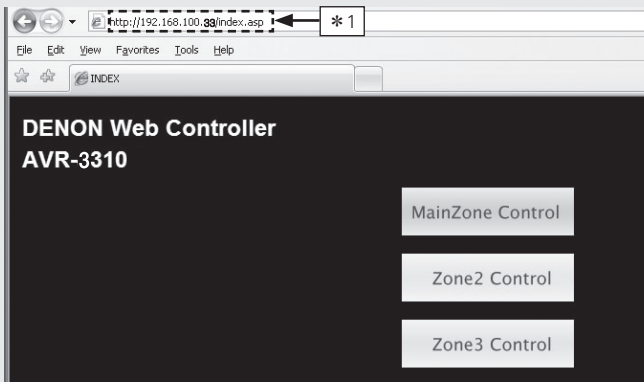 http://192.168.100.33/index.asp
*1
File Edit View Favorites Tools Help
INDEX
DENON Web Controller
AVR-3310
MainZone Control
Zone2 Control
Zone3 Control